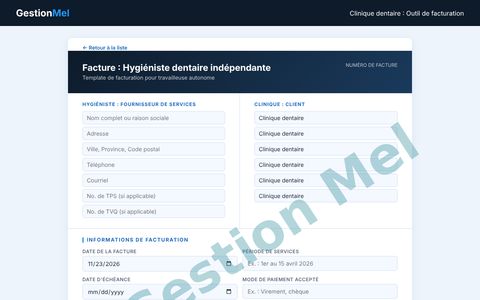 GestionMel
Clinique dentaire : Outil de facturation
← Retour à la liste
Facture : Hygiéniste dentaire indépendante
NUMÉRO DE FACTURE
Template de facturation pour travailleuse autonome
HYGIÉNISTE : FOURNISSEUR DE SERVICES
CLINIQUE : CLIENT
Nom complet ou raison sociale
Clinique dentaire
Adresse
Clinique dentaire
Ville, Province, Code postal
Clinique dentaire
Téléphone
Clinique dentaire
Courriel
Clinique dentaire
No. de TPS (si applicable)
Clinique dentaire
No. de TVQ (si applicable)
Gestion Mel
INFORMATIONS DE FACTURATION
DATE DE LA FACTURE
PÉRIODE DE SERVICES
11/23/2026
Ex. : 1er au 15 avril 2026
DATE D'ÉCHÉANCE
MODE DE PAIEMENT ACCEPTÉ
mm/dd/yyyy
Ex. : Virement, chèque